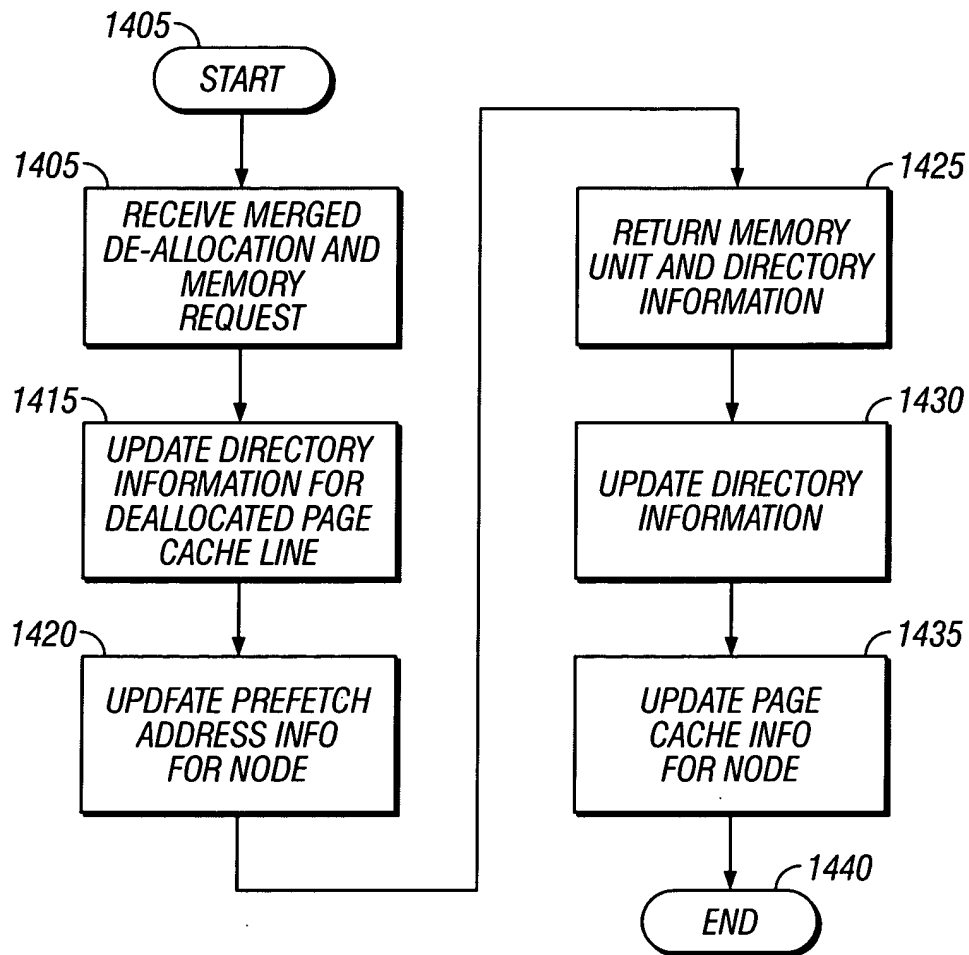 1405
START
1405
RECEIVE MERGED
DE-ALLOCATION AND
MEMORY
REQUEST
1415
UPDATE DIRECTORY
INFORMATION FOR
DEALLOCATED PAGE
CACHE LINE
1420
UPDFATE PREFETCH
ADDRESS INFO
FOR NODE
1425
RETURN MEMORY
UNIT AND DIRECTORY
INFORMATION
1430
UPDATE DIRECTORY
INFORMATION
1435
UPDATE PAGE
CACHE INFO
FOR NODE
1440
END